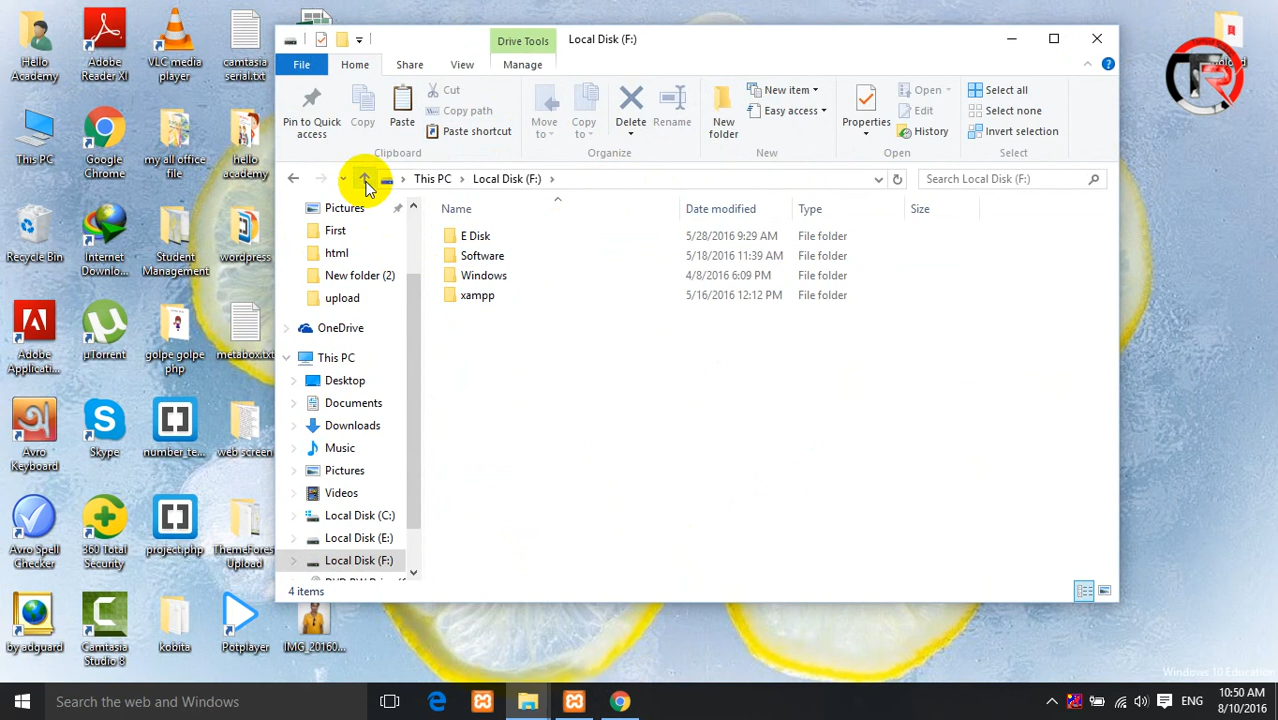 Hello Academy
Adobe Reader XI
VLC media player
camtasia serial.txt
This PC
Google Chrome
my all office file
hello academy
Recycle Bin
Internet Downlo...
Student Management
wordpress
Adobe Applicati...
µTorrent
golpe golpe php
metabox.txt
Avro Keyboard
Skype
number_te...
web screen
Avro Spell Checker
360 Total Security
project.php
ThemeFores Upload
by adguard
Camtasia Studio 8
kobita
Potplayer
IMG_20160...
Drive Tools
Local Disk (F:)
File
Home
Share
View
Manage
Pin to Quick access
Copy
Paste
Cut
Copy path
Paste shortcut
Clipboard
Move to
Copy to
Delete
Rename
Organize
New folder
New item
Easy access
New
Properties
Open
Edit
History
Open
Select all
Select none
Invert selection
Select
This PC
Local Disk (F:)
Search Local Disk (F:)
Pictures
First
html
New folder (2)
upload
OneDrive
This PC
Desktop
Documents
Downloads
Music
Pictures
Videos
Local Disk (C:)
Local Disk (E:)
Local Disk (F:)
Name Date modified Type Size
E Disk 5/28/2016 9:29 AM File folder
Software 5/18/2016 11:39 AM File folder
Windows 4/8/2016 6:09 PM File folder
xampp 5/16/2016 12:12 PM File folder
4 items
Windows 10 Education
Search the web and Windows
ENG
10:50 AM
8/10/2016